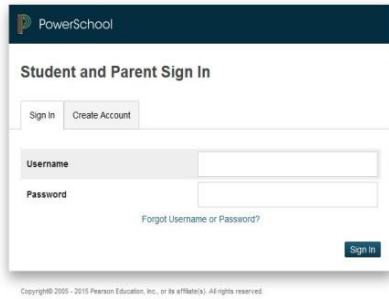 PowerSchool
Student and Parent Sign In
Sign In Create Account
Username
Password
Forgot Username or Password?
Sign In
Copyright© 2005 - 2015 Pearson Education, Inc., or its affiliate(s). All rights reserved.